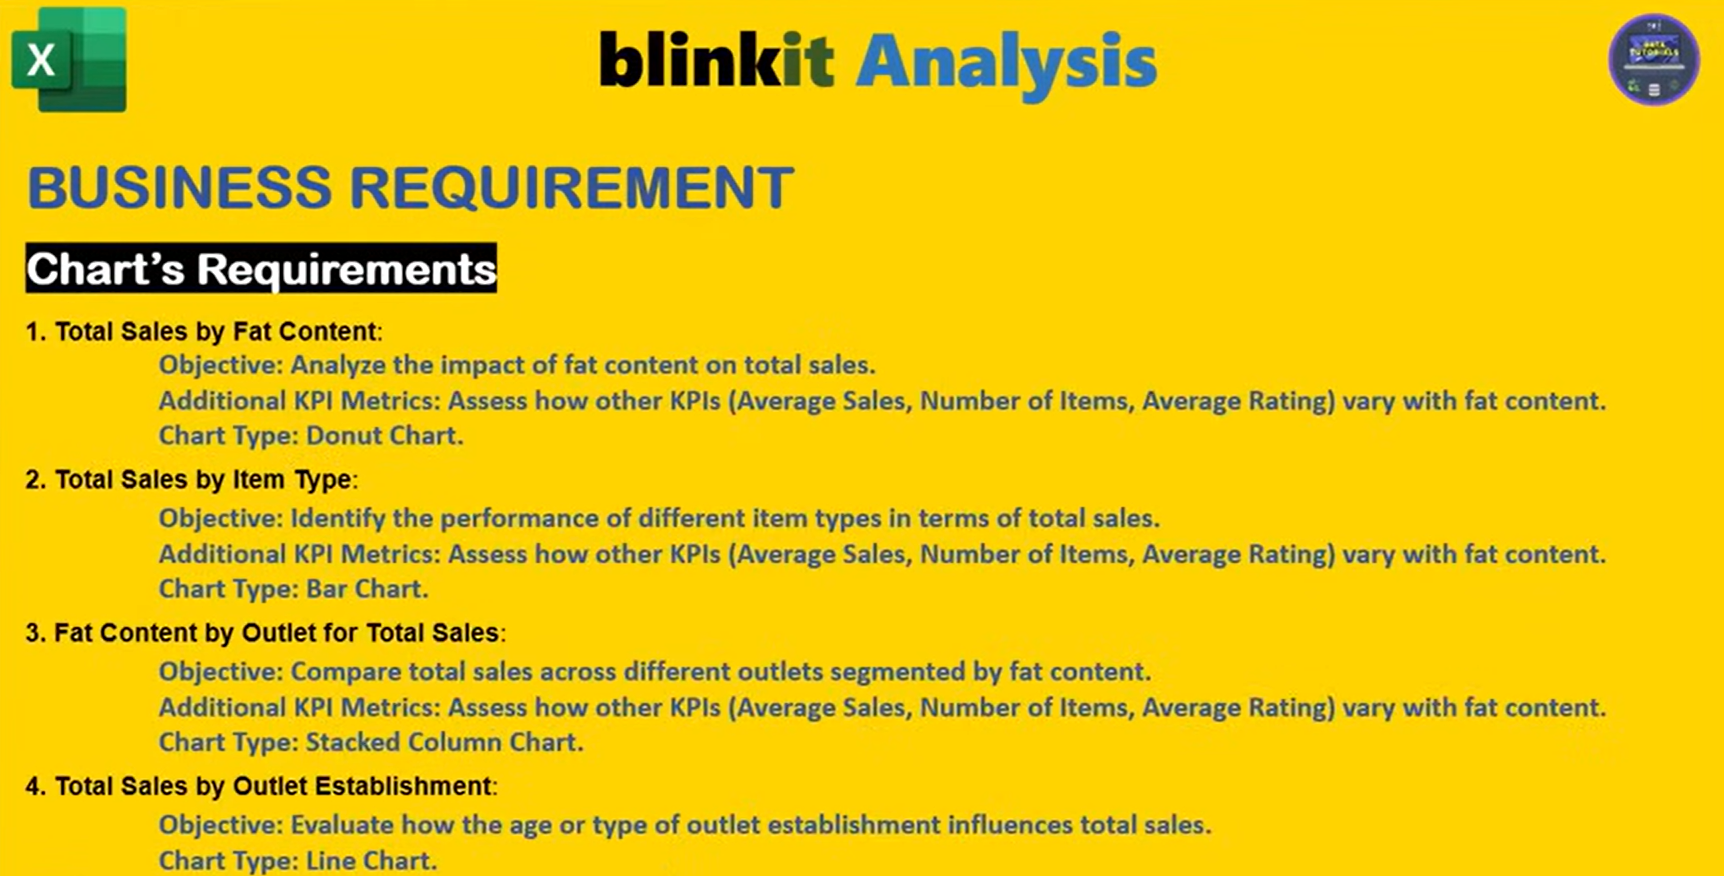 X
blinkit Analysis
DATA
TUTORIALS
BUSINESS REQUIREMENT
Chart’s Requirements
1. Total Sales by Fat Content:
Objective: Analyze the impact of fat content on total sales.
Additional KPI Metrics: Assess how other KPIs (Average Sales, Number of Items, Average Rating) vary with fat content.
Chart Type: Donut Chart.
2. Total Sales by Item Type:
Objective: Identify the performance of different item types in terms of total sales.
Additional KPI Metrics: Assess how other KPIs (Average Sales, Number of Items, Average Rating) vary with fat content.
Chart Type: Bar Chart.
3. Fat Content by Outlet for Total Sales:
Objective: Compare total sales across different outlets segmented by fat content.
Additional KPI Metrics: Assess how other KPIs (Average Sales, Number of Items, Average Rating) vary with fat content.
Chart Type: Stacked Column Chart.
4. Total Sales by Outlet Establishment:
Objective: Evaluate how the age or type of outlet establishment influences total sales.
Chart Type: Line Chart.